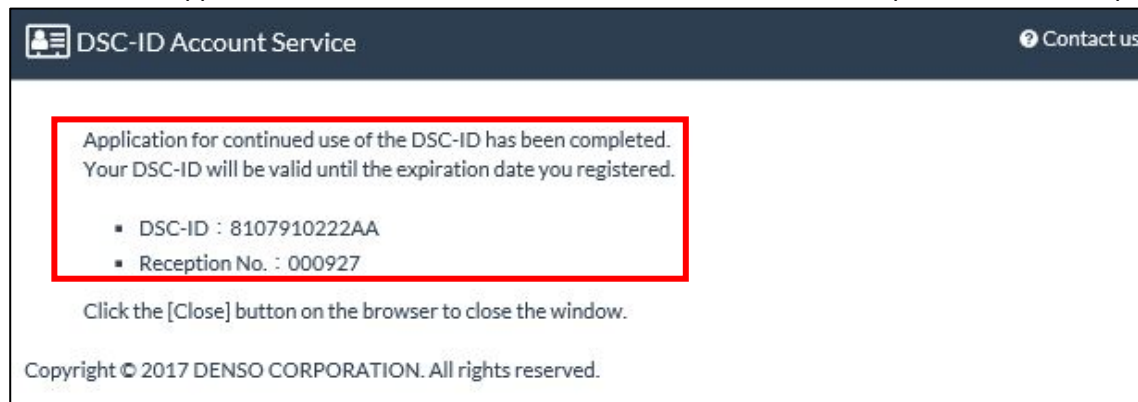 DSC-ID Account Service
Contact us
Application for continued use of the DSC-ID has been completed.
Your DSC-ID will be valid until the expiration date you registered.
▪ DSC-ID：8107910222AA
▪ Reception No.：000927
Click the [Close] button on the browser to close the window.
Copyright © 2017 DENSO CORPORATION. All rights reserved.